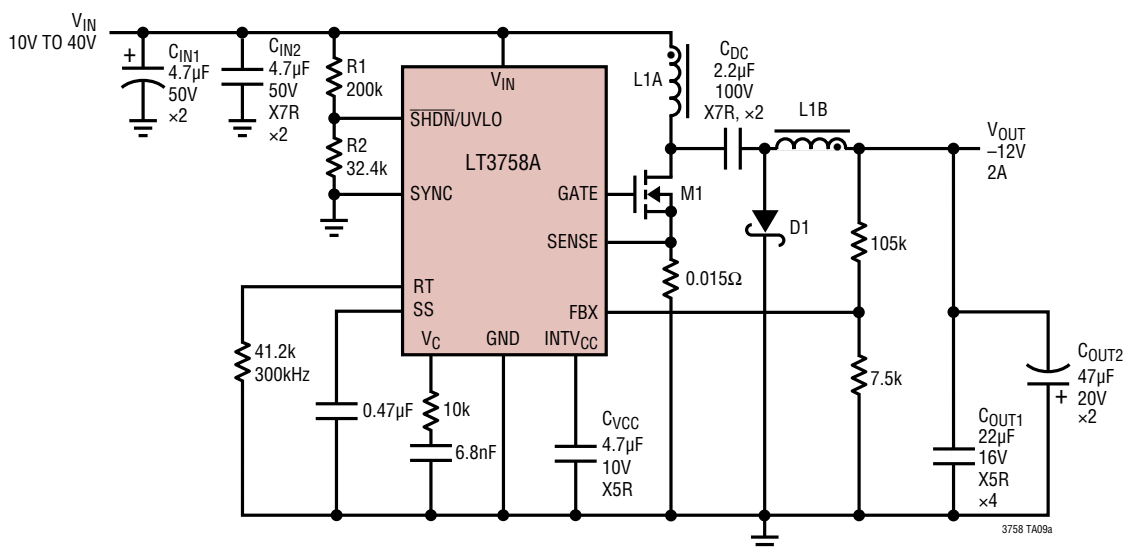 VIN
10V TO 40V
CIN1
4.7µF
50V
×2
+
CIN2
4.7µF
50V
X7R
×2
R1
200k
R2
32.4k
VIN
SHDN/UVLO
LT3758A
SYNC
GATE
SENSE
RT
SS
FBX
VC
GND
INTVCC
L1A
CDC
2.2µF
100V
X7R, ×2
L1B
VOUT
–12V
2A
M1
D1
0.015Ω
105k
7.5k
41.2k
300kHz
0.47µF
10k
6.8nF
CVCC
4.7µF
10V
X5R
COUT1
22µF
16V
X5R
×4
COUT2
47µF
20V
×2
+
3758 TA09a